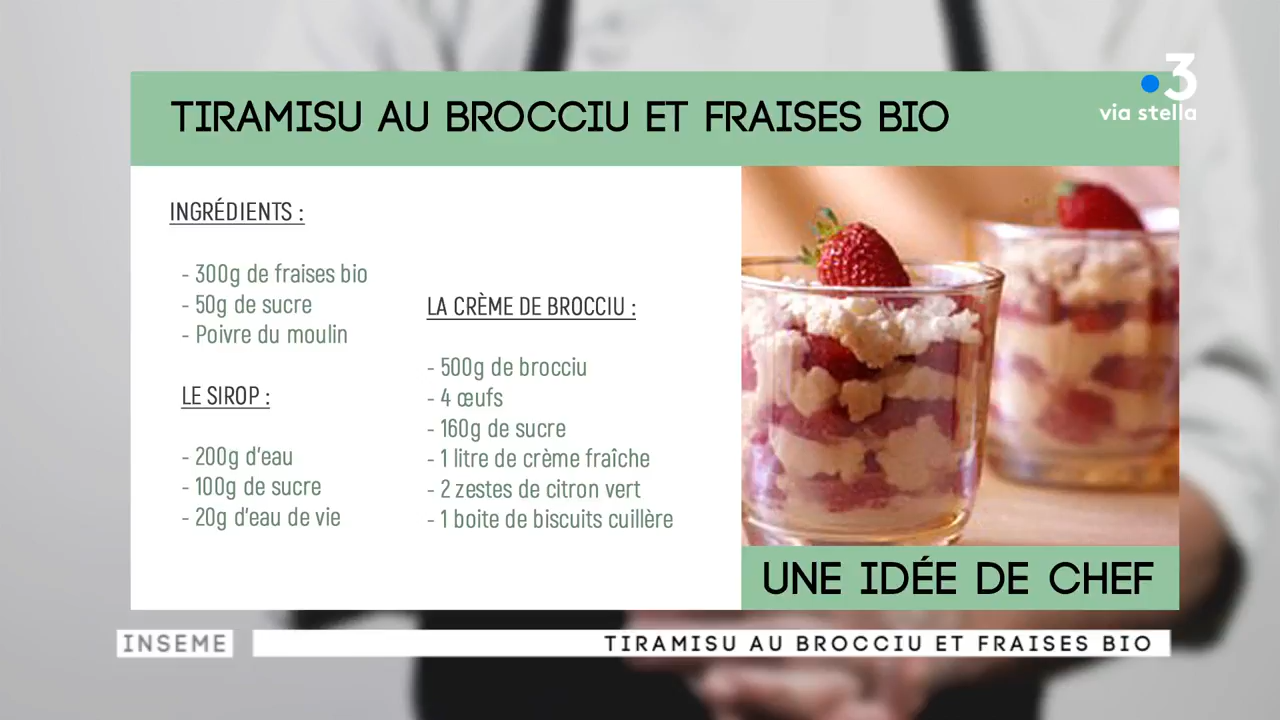 TIRAMISU AU BROCCIU ET FRAISES BIO
3
via stella
INGRÉDIENTS :
- 300g de fraises bio
- 50g de sucre
- Poivre du moulin
LE SIROP :
- 200g d'eau
- 100g de sucre
- 20g d'eau de vie
LA CRÈME DE BROCCIU :
- 500g de brocciu
- 4 œufs
- 160g de sucre
- 1 litre de crème fraîche
- 2 zestes de citron vert
- 1 boite de biscuits cuillère
UNE IDÉE DE CHEF
INSEME
TIRAMISU AU BROCCIU ET FRAISES BIO